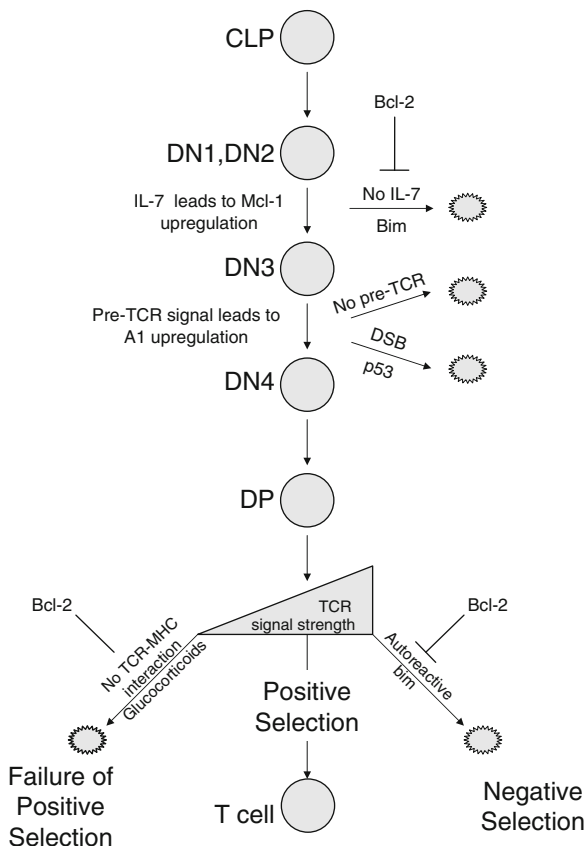 CLP
Bcl-2
DN1,DN2
IL-7 leads to Mcl-1
upregulation
No IL-7
Bim
DN3
No pre-TCR
Pre-TCR signal leads to
A1 upregulation
DSB
p53
DN4
DP
Bcl-2
TCR
signal strength
Bcl-2
No TCR-MHC
interaction
Glucocorticoids
Autoreactive
bim
Positive
Selection
Failure of
Positive
Selection
T cell
Negative
Selection